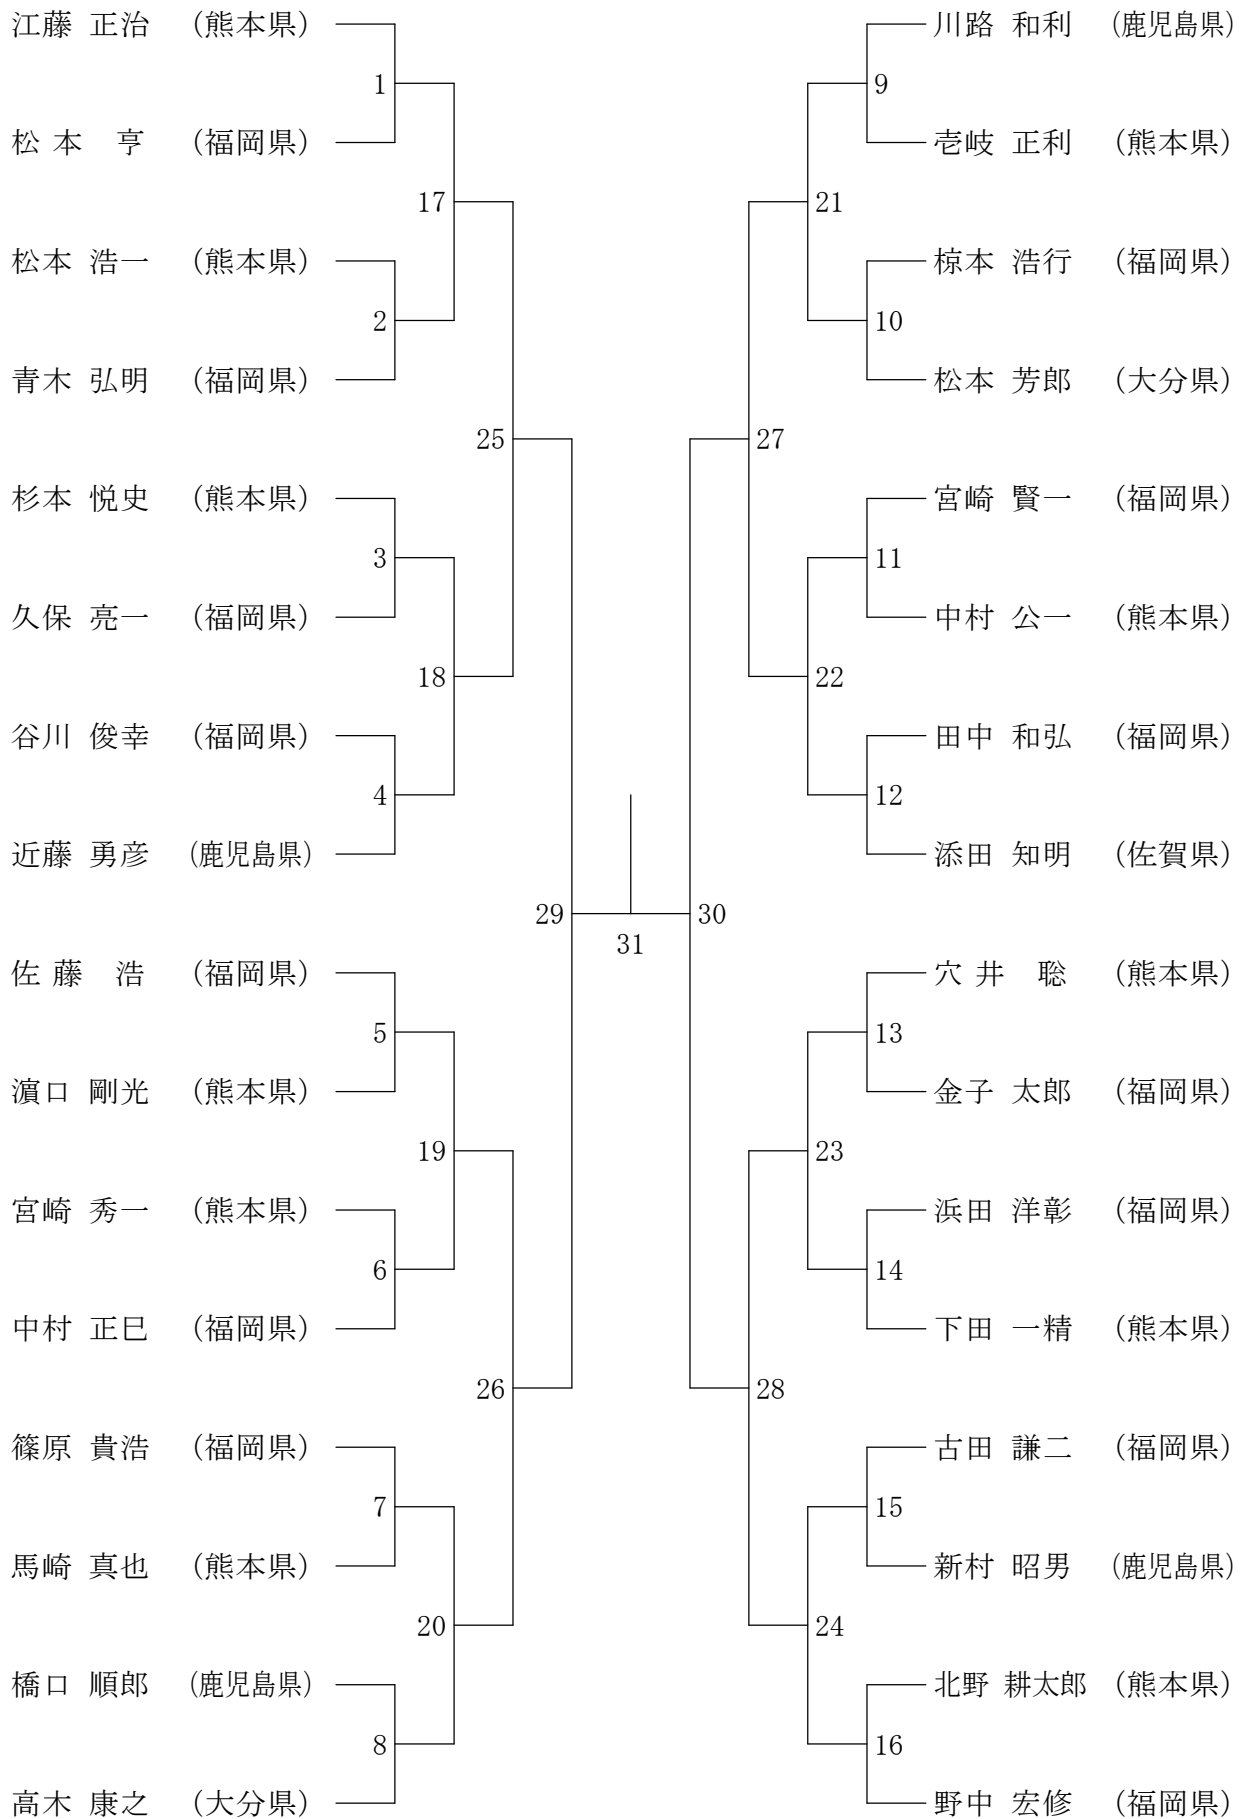 江藤 正治 (熊本県)
1
松 本 亨 (福岡県)
17
松本 浩一 (熊本県)
2
青木 弘明 (福岡県)
25
杉本 悦史 (熊本県)
3
久保 亮一 (福岡県)
18
谷川 俊幸 (福岡県)
4
近藤 勇彦 (鹿児島県)
29
佐 藤 浩 (福岡県)
5
濵口 剛光 (熊本県)
19
宮崎 秀一 (熊本県)
6
中村 正巳 (福岡県)
26
篠原 貴浩 (福岡県)
7
馬崎 真也 (熊本県)
20
橋口 順郎 (鹿児島県)
8
高木 康之 (大分県)
31
川路 和利 (鹿児島県)
9
壱岐 正利 (熊本県)
21
椋本 浩行 (福岡県)
10
松本 芳郎 (大分県)
27
宮崎 賢一 (福岡県)
11
中村 公一 (熊本県)
22
田中 和弘 (福岡県)
12
添田 知明 (佐賀県)
30
穴 井 聡 (熊本県)
13
金子 太郎 (福岡県)
23
浜田 洋彰 (福岡県)
14
下田 一精 (熊本県)
28
古田 謙二 (福岡県)
15
新村 昭男 (鹿児島県)
24
北野 耕太郎 (熊本県)
16
野中 宏修 (福岡県)